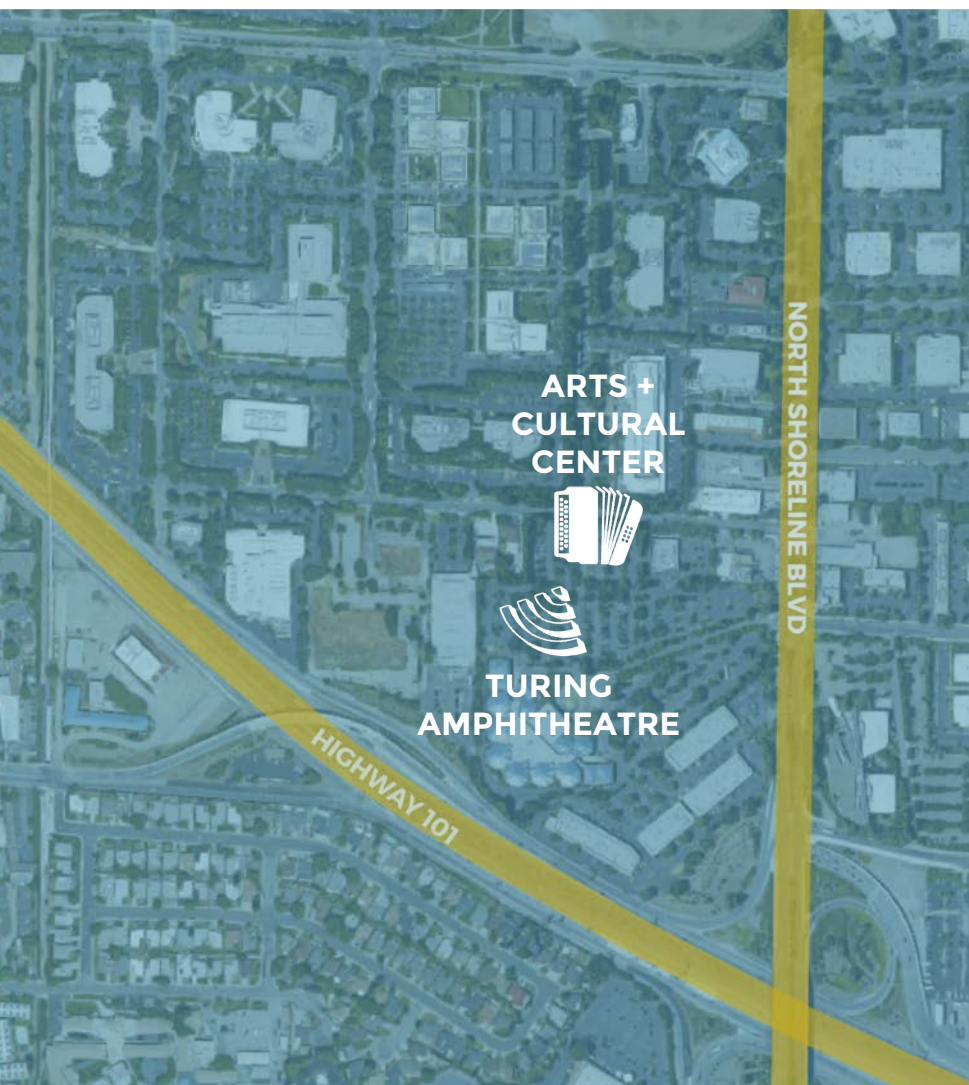 ARTS +
CULTURAL
CENTER
NORTH SHORELINE BLVD
TURING
AMPHITHEATRE
HIGHWAY 101